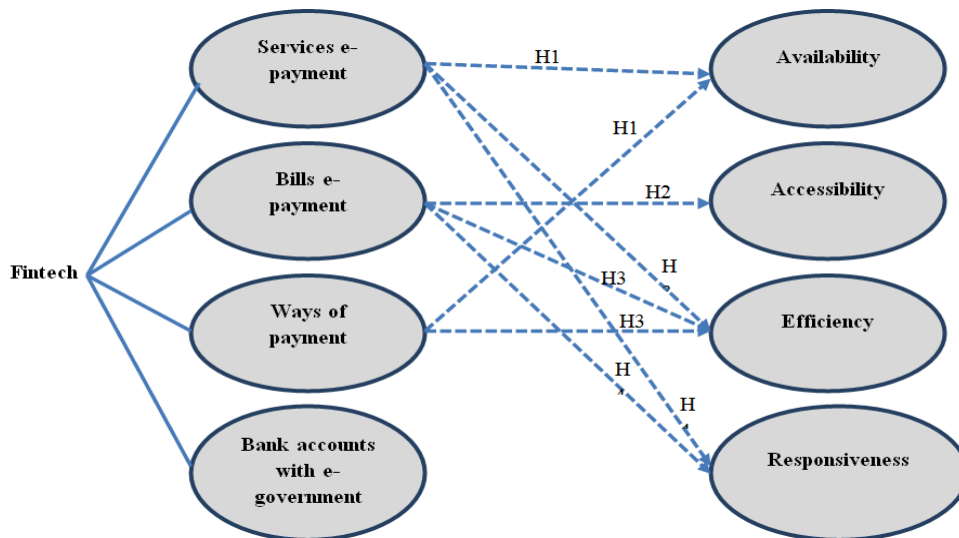 Services e-
payment
Availability
H1
H1
Bills e-
payment
Accessibility
H2
Fintech
H
H3
Ways of
payment
Efficiency
H3
H
H
Bank accounts
with e-
government
Responsiveness